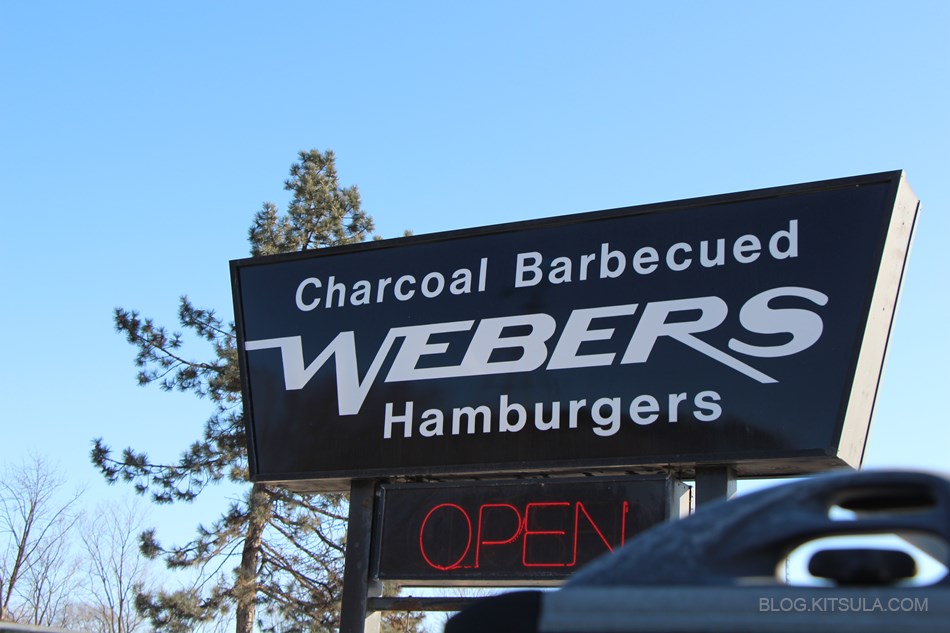 Charcoal Barbecued
WEBERS
Hamburgers
OPEN
BLOG.KITSULA.COM